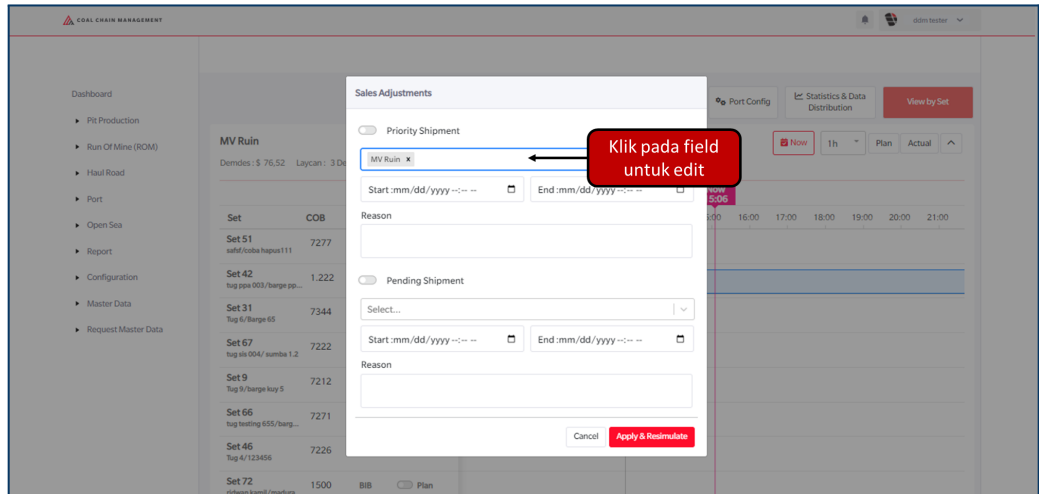 COAL CHAIN MANAGEMENT
ddm tester
Dashboard
Pit Production
Run Of Mine (ROM)
Haul Road
Port
Open Sea
Report
Configuration
Master Data
Request Master Data
Port Config
Statistics & Data
Distribution
View by Set
MV Ruin
Demdes : $ 76,52 Laycan : 3 De
Now
1h
Plan
Actual
Set COB
Set 51
safsf/coba hapus111
7277
Set 42
tug ppa 003/barge pp...
1.222
Set 31
Tug 6/Barge 65
7344
Set 67
tug sis 004/ sumba 1.2
7222
Set 9
Tug 9/barge kuy 5
7212
Set 66
tug testing 655/barg...
7271
Set 46
Tug 4/123456
7226
Set 72
ridwan kamil /madura
1500
BIB
Plan
Now
5:06
5:00 16:00 17:00 18:00 19:00 20:00 21:00
Sales Adjustments
Priority Shipment
MV Ruin x
Start :mm/dd/yyyy --:-- --
End :mm/dd/yyyy --:-- --
Reason
Pending Shipment
Select...
Start :mm/dd/yyyy --:-- --
End :mm/dd/yyyy --:-- --
Reason
Cancel
Apply & Resimulate
Klik pada field
untuk edit